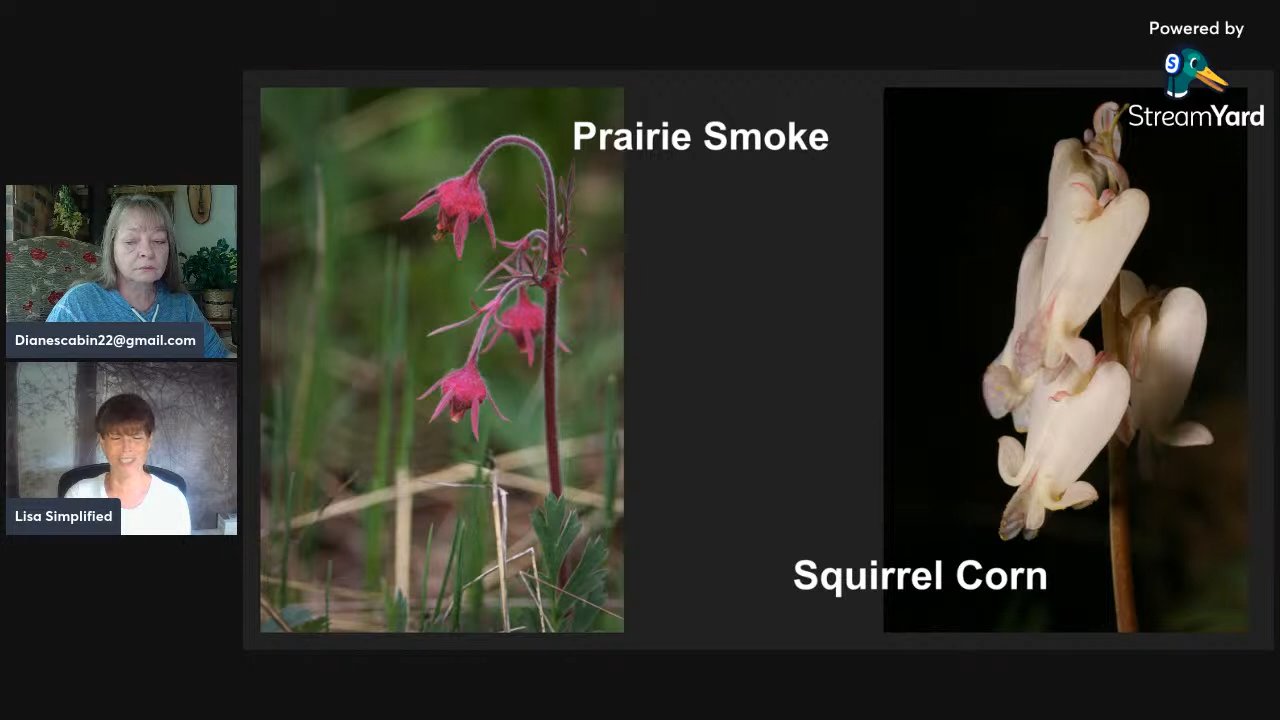 Powered by
S
StreamYard
Prairie Smoke
Dianescabin22@gmail.com
Lisa Simplified
Squirrel Corn